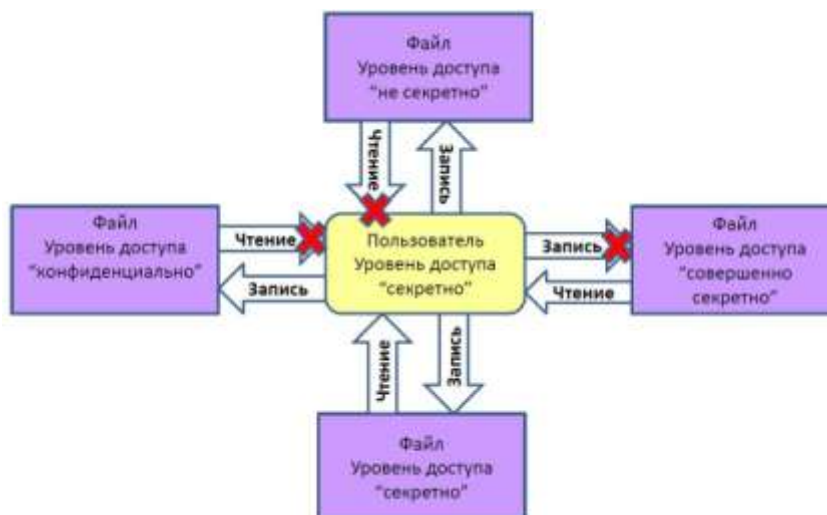 Файл
Уровень доступа
“не секретно”
Чтение
Запись
Файл
Уровень доступа
“конфиденциально”
Чтение
Запись
Пользователь
Уровень доступа
“секретно”
Запись
Чтение
Файл
Уровень доступа
“совершенно
секретно”
Чтение
Запись
Файл
Уровень доступа
“секретно”